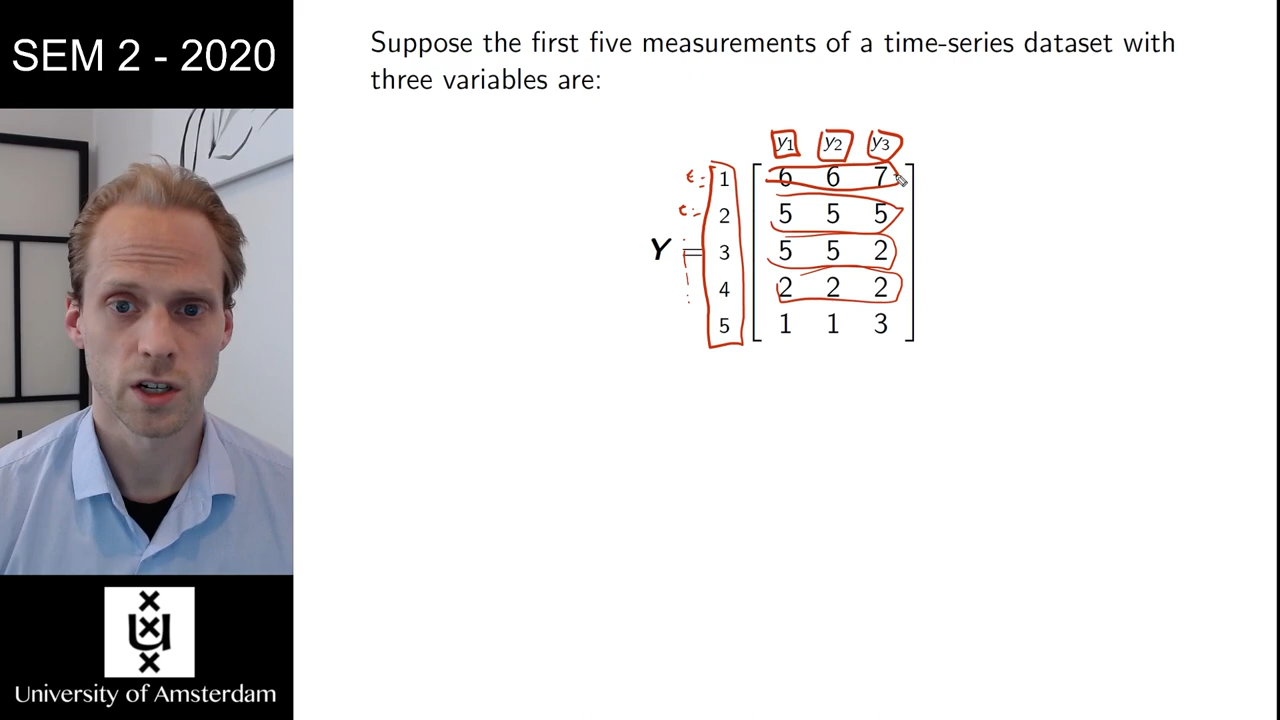 SEM 2 - 2020
Suppose the first five measurements of a time-series dataset with
three variables are:
y1 y2 y3
t = 1 6 6 7
t = 2 5 5 5
Y = 3 5 5 2
4 2 2 2
5 1 1 3
University of Amsterdam